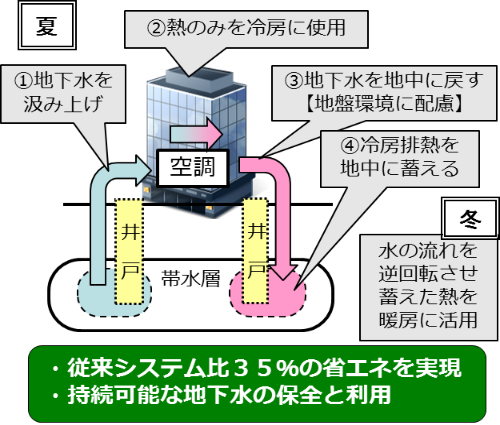 夏
②熱のみを冷房に使用
①地下水を
汲み上げ
③地下水を地中に戻す
【地盤環境に配慮】
④冷房排熱を
地中に蓄える
空調
井戸
井戸
帯水層
冬
水の流れを
逆回転させ
蓄えた熱を
暖房に活用
・従来システム比３５%の省エネを実現
・持続可能な地下水の保全と利用